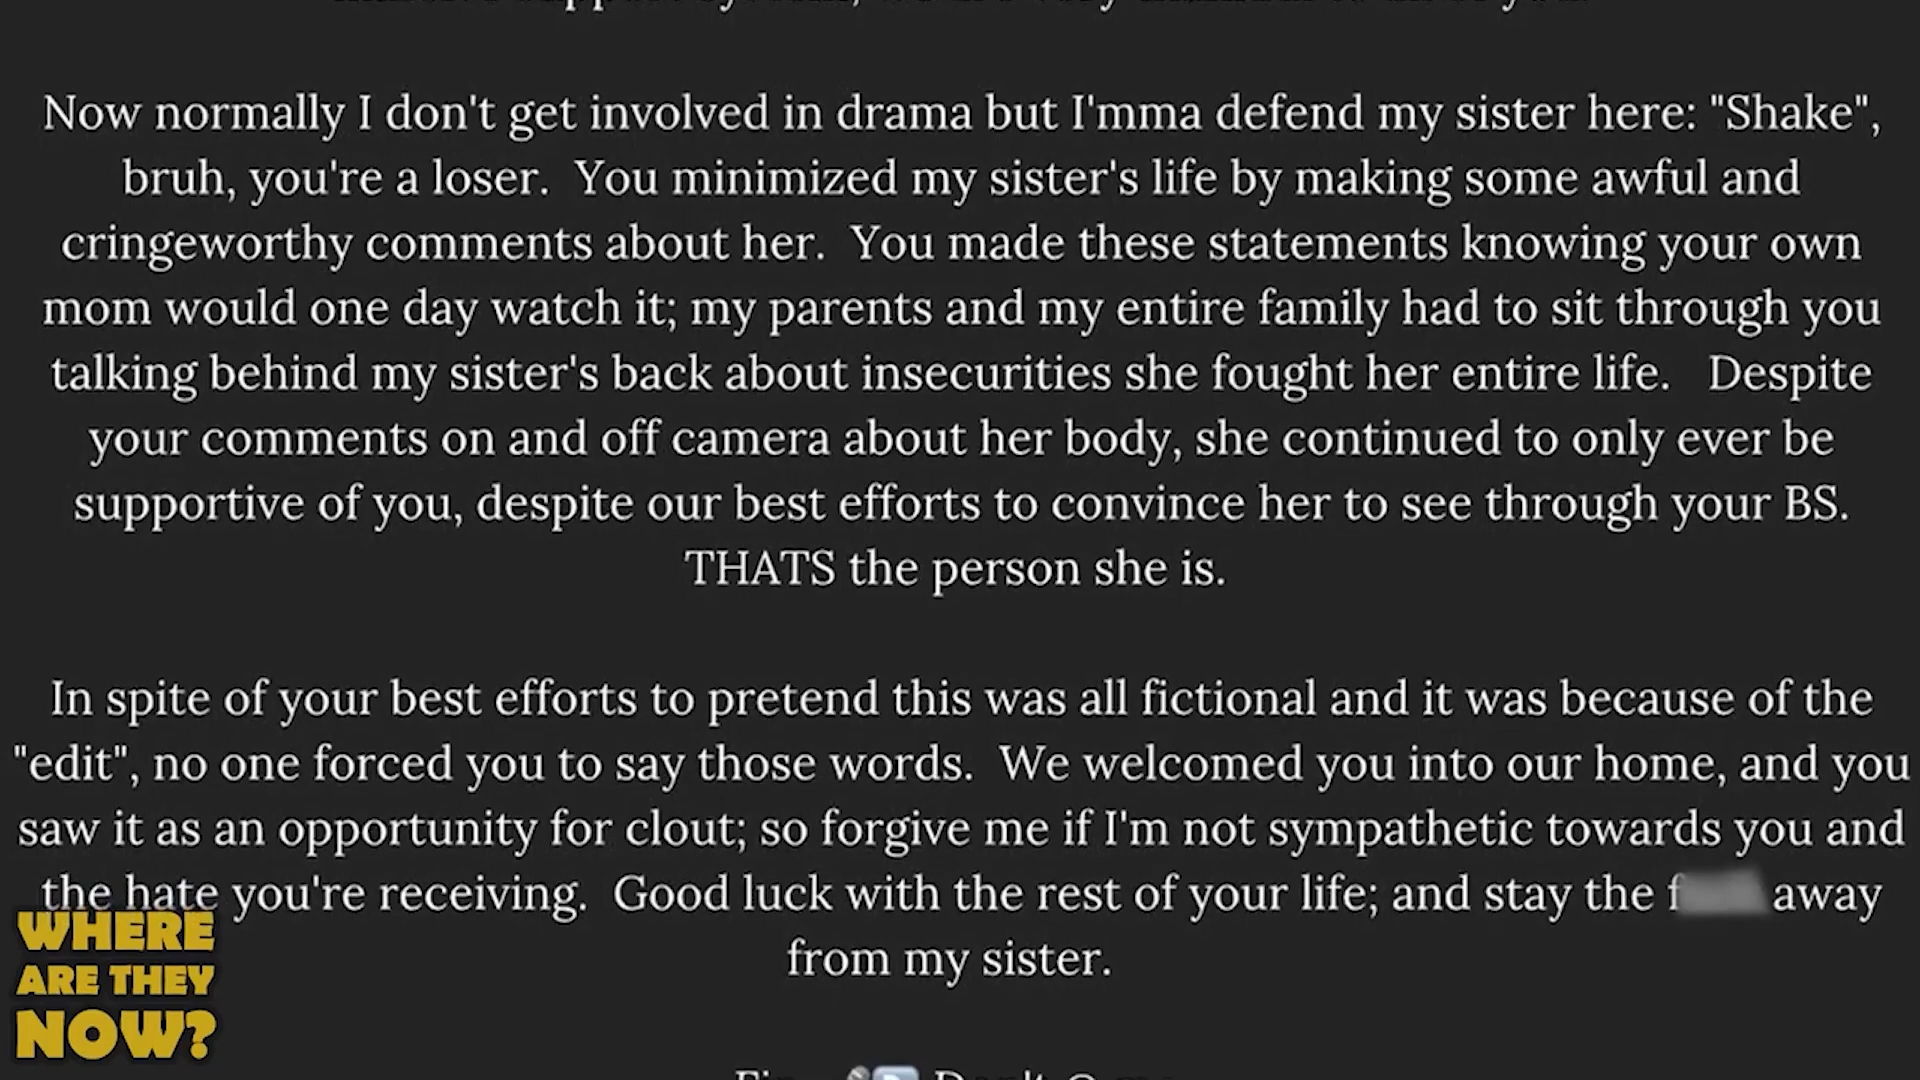 Now normally I don't get involved in drama but I'mma defend my sister here: "Shake",
bruh, you're a loser.  You minimized my sister's life by making some awful and
cringeworthy comments about her.  You made these statements knowing your own
mom would one day watch it; my parents and my entire family had to sit through you
talking behind my sister's back about insecurities she fought her entire life.   Despite
your comments on and off camera about her body, she continued to only ever be
supportive of you, despite our best efforts to convince her to see through your BS.
THATS the person she is.
In spite of your best efforts to pretend this was all fictional and it was because of the
"edit", no one forced you to say those words.  We welcomed you into our home, and you
saw it as an opportunity for clout; so forgive me if I'm not sympathetic towards you and
the hate you're receiving.  Good luck with the rest of your life; and stay the f away
from my sister.
WHERE
ARE THEY
NOW?